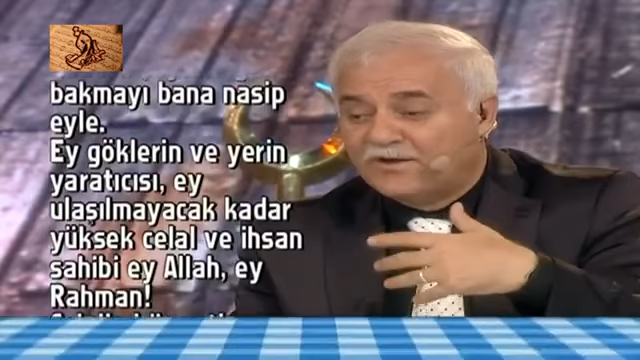 bakmayı bana nasip
eyle.
Ey göklerin ve yerin
yaratıcısı, ey
ulaşılmayacak kadar
yüksek celal ve ihsan
sahibi ey Allah, ey
Rahman!